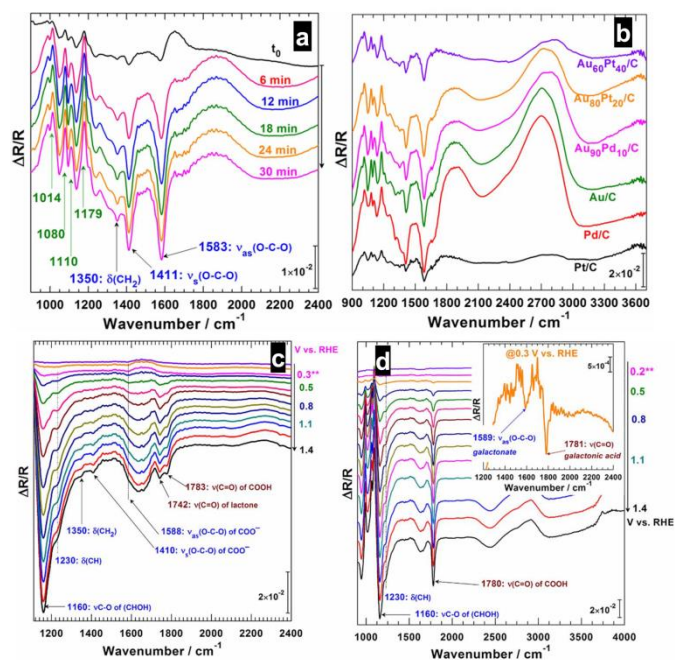 a
t₀
6 min
12 min
18 min
24 min
30 min
1014
1080
1110
1179
1583: νas(O-C-O)
1350: δ(CH₂)
1411: νs(O-C-O)
1×10⁻²
ΔR/R
900 1200 1400 1600 1800 2000 2200 2400
Wavenumber / cm⁻¹
b
Au₆₀Pt₄₀/C
Au₈₀Pt₂₀/C
Au₉₀Pd₁₀/C
Au/C
Pd/C
Pt/C
2×10⁻²
ΔR/R
900 1200 1500 1800 2100 2400 2700 3000 3300 3600
Wavenumber / cm⁻¹
c
V vs. RHE
0.3**
0.5
0.8
1.1
1.4
1783: ν(C=O) of COOH
1742: ν(C=O) of lactone
1350: δ(CH₂)
1588: νas(O-C-O) of COO⁻
1410: νs(O-C-O) of COO⁻
1230: δ(CH)
1160: νC-O of (CHOH)
2×10⁻²
ΔR/R
1200 1400 1600 1800 2000 2200 2400
Wavenumber / cm⁻¹
d
@0.3 V vs. RHE
5×10⁻⁴
ΔR/R
1589: νas(O-C-O)
galactonate
1781: ν(C=O)
galactonic acid
1200 1400 1600 1800 2000 2400
Wavenumber / cm⁻¹
0.2**
0.5
0.8
1.1
1.4
V vs. RHE
1230: δ(CH)
1780: ν(C=O) of COOH
1160: νC-O of (CHOH)
2×10⁻²
ΔR/R
1000 1500 2000 2500 3000 3500 4000
Wavenumber / cm⁻¹